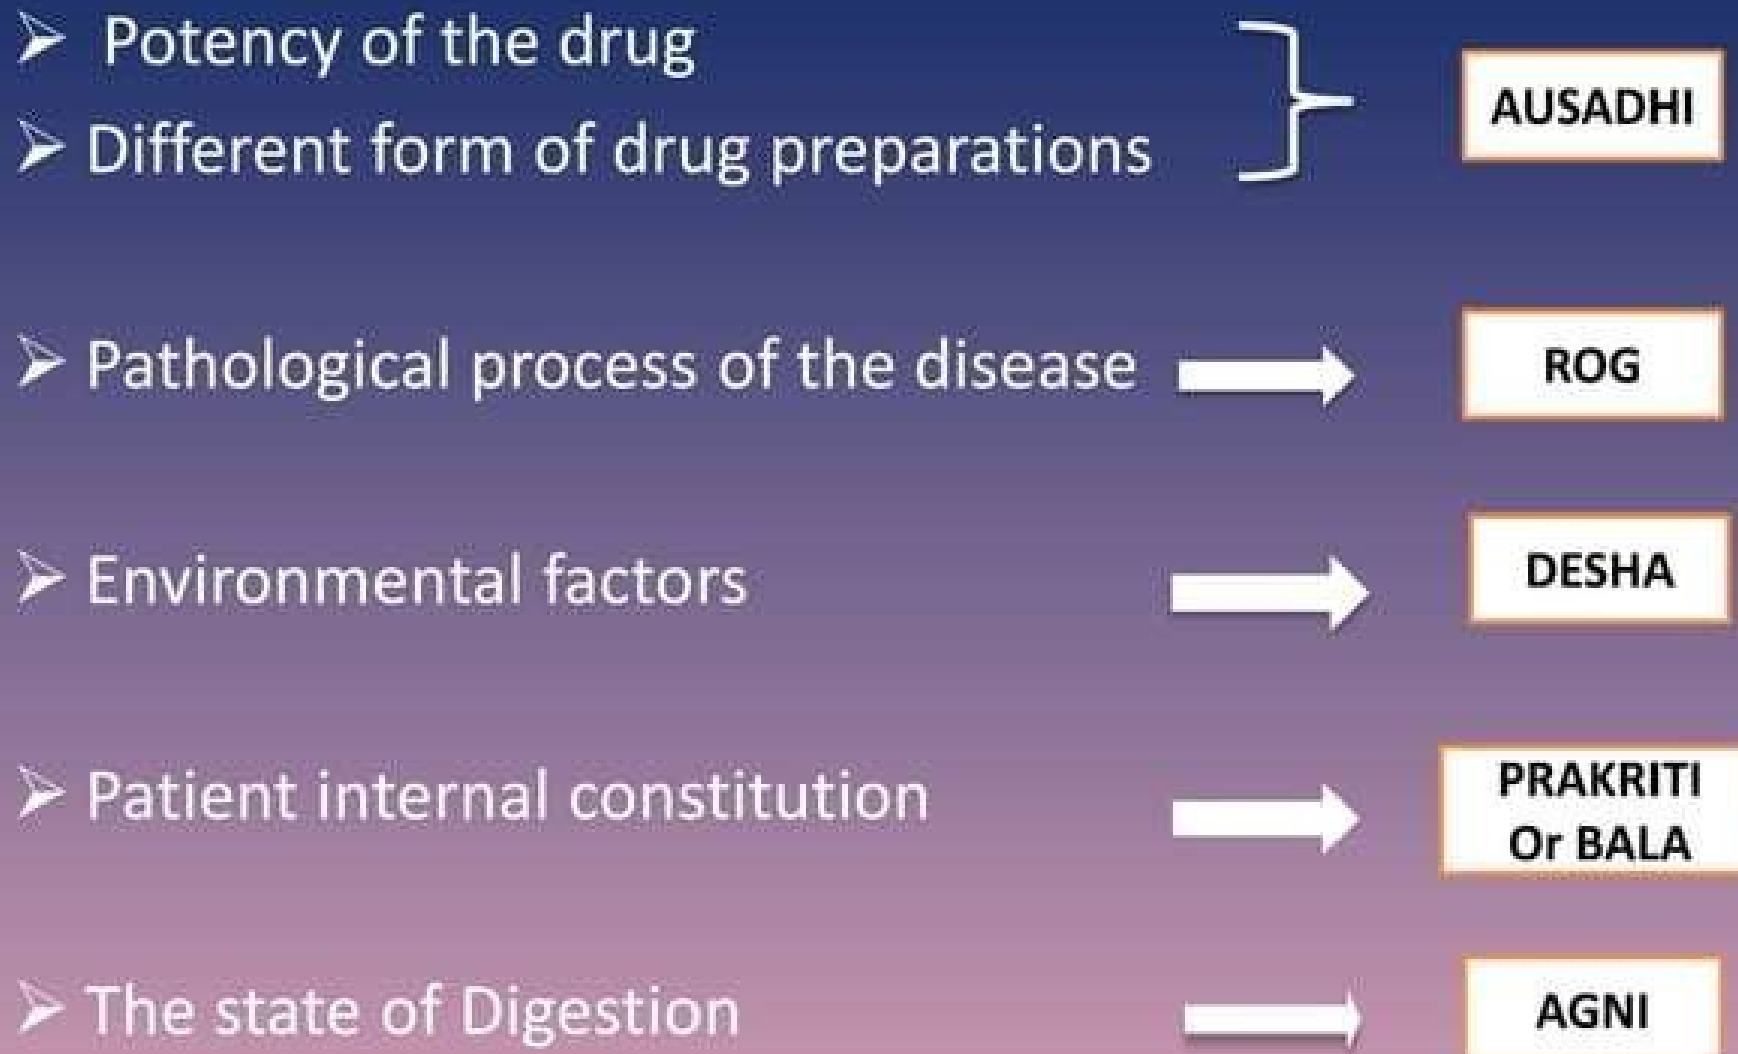 Potency of the drug
Different form of drug preparations
AUSADHI
Pathological process of the disease
ROG
Environmental factors
DESHA
Patient internal constitution
PRAKRITI
Or BALA
The state of Digestion
AGNI